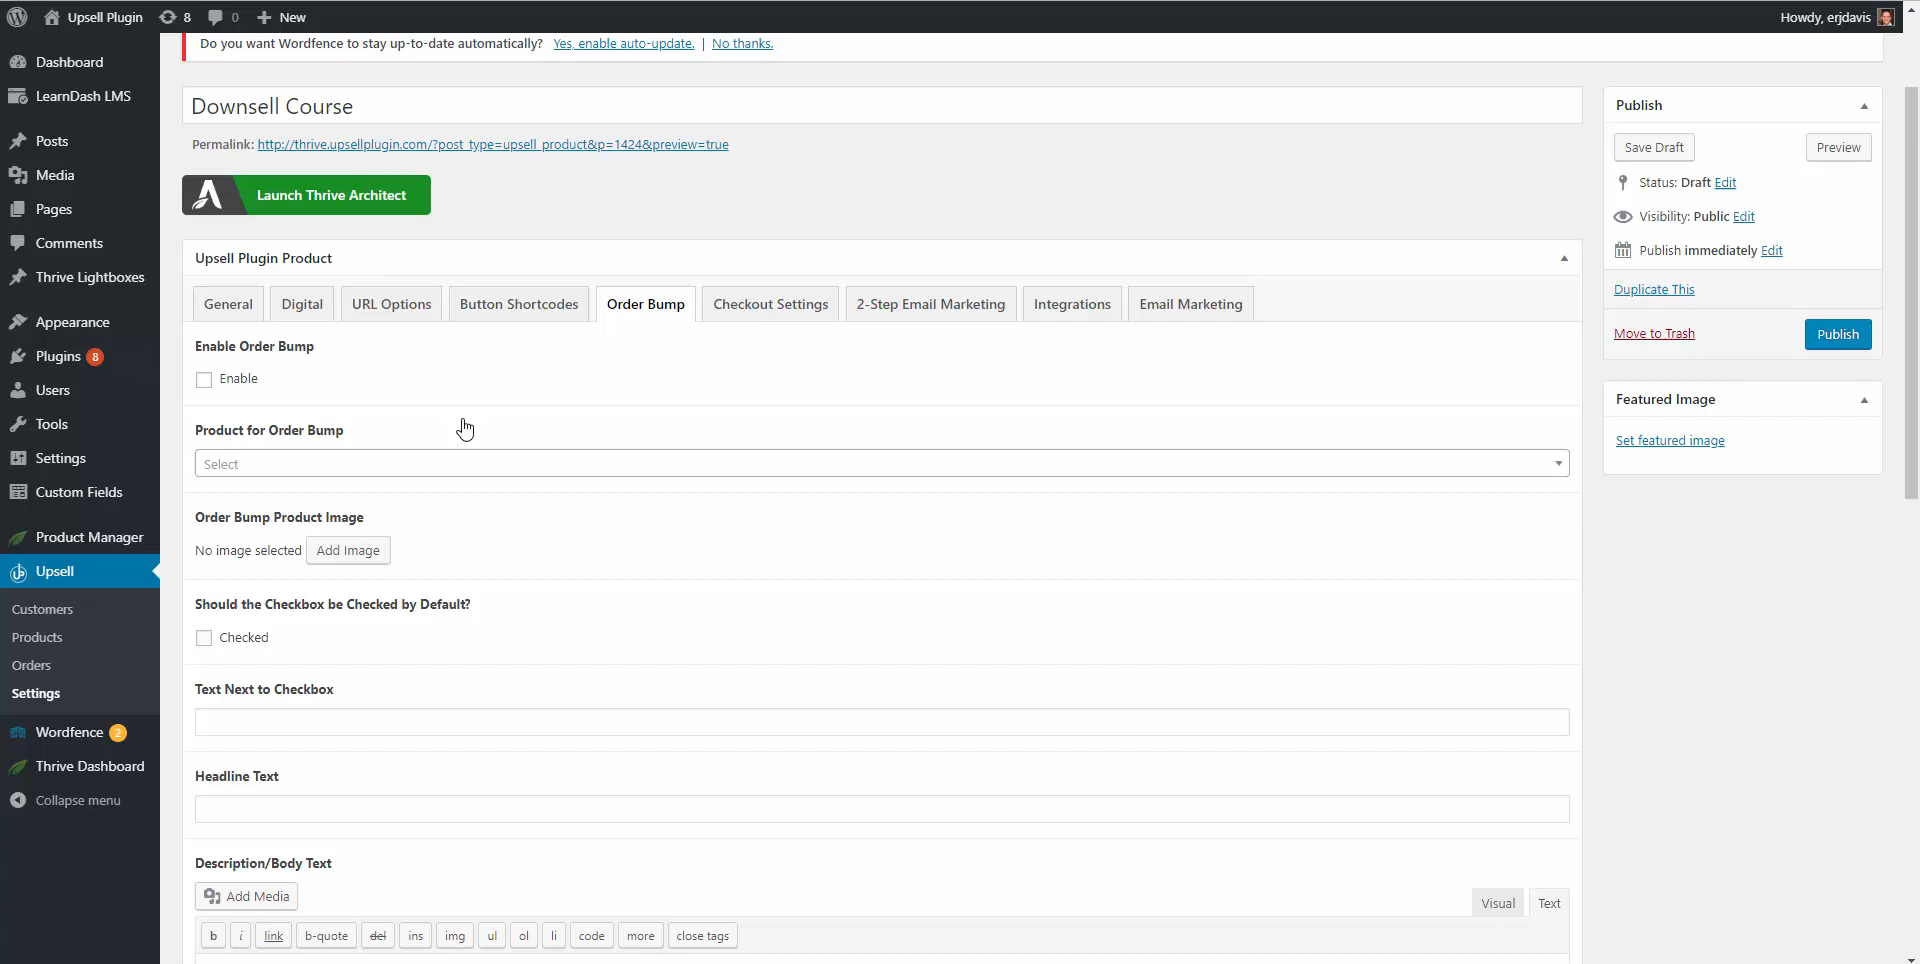 Upsell Plugin 8 0 New
Howdy, erjdavis
Dashboard
LearnDash LMS
Posts
Media
Pages
Comments
Thrive Lightboxes
Appearance
Plugins 8
Users
Tools
Settings
Custom Fields
Product Manager
Upsell
Customers
Products
Orders
Settings
Wordfence 2
Thrive Dashboard
Collapse menu
Do you want Wordfence to stay up-to-date automatically? Yes, enable auto-update. | No thanks.
Downsell Course
Permalink: http://thrive.upsellplugin.com/?post_type=upsell_product&p=1424&preview=true
Launch Thrive Architect
Upsell Plugin Product
General Digital URL Options Button Shortcodes Order Bump Checkout Settings 2-Step Email Marketing Integrations Email Marketing
Enable Order Bump
Enable
Product for Order Bump
Select
Order Bump Product Image
No image selected Add Image
Should the Checkbox be Checked by Default?
Checked
Text Next to Checkbox
Headline Text
Description/Body Text
Add Media
Visual Text
b i link b-quote del ins img ul ol li code more close tags
Publish
Save Draft Preview
Status: Draft Edit
Visibility: Public Edit
Publish immediately Edit
Duplicate This
Move to Trash Publish
Featured Image
Set featured image